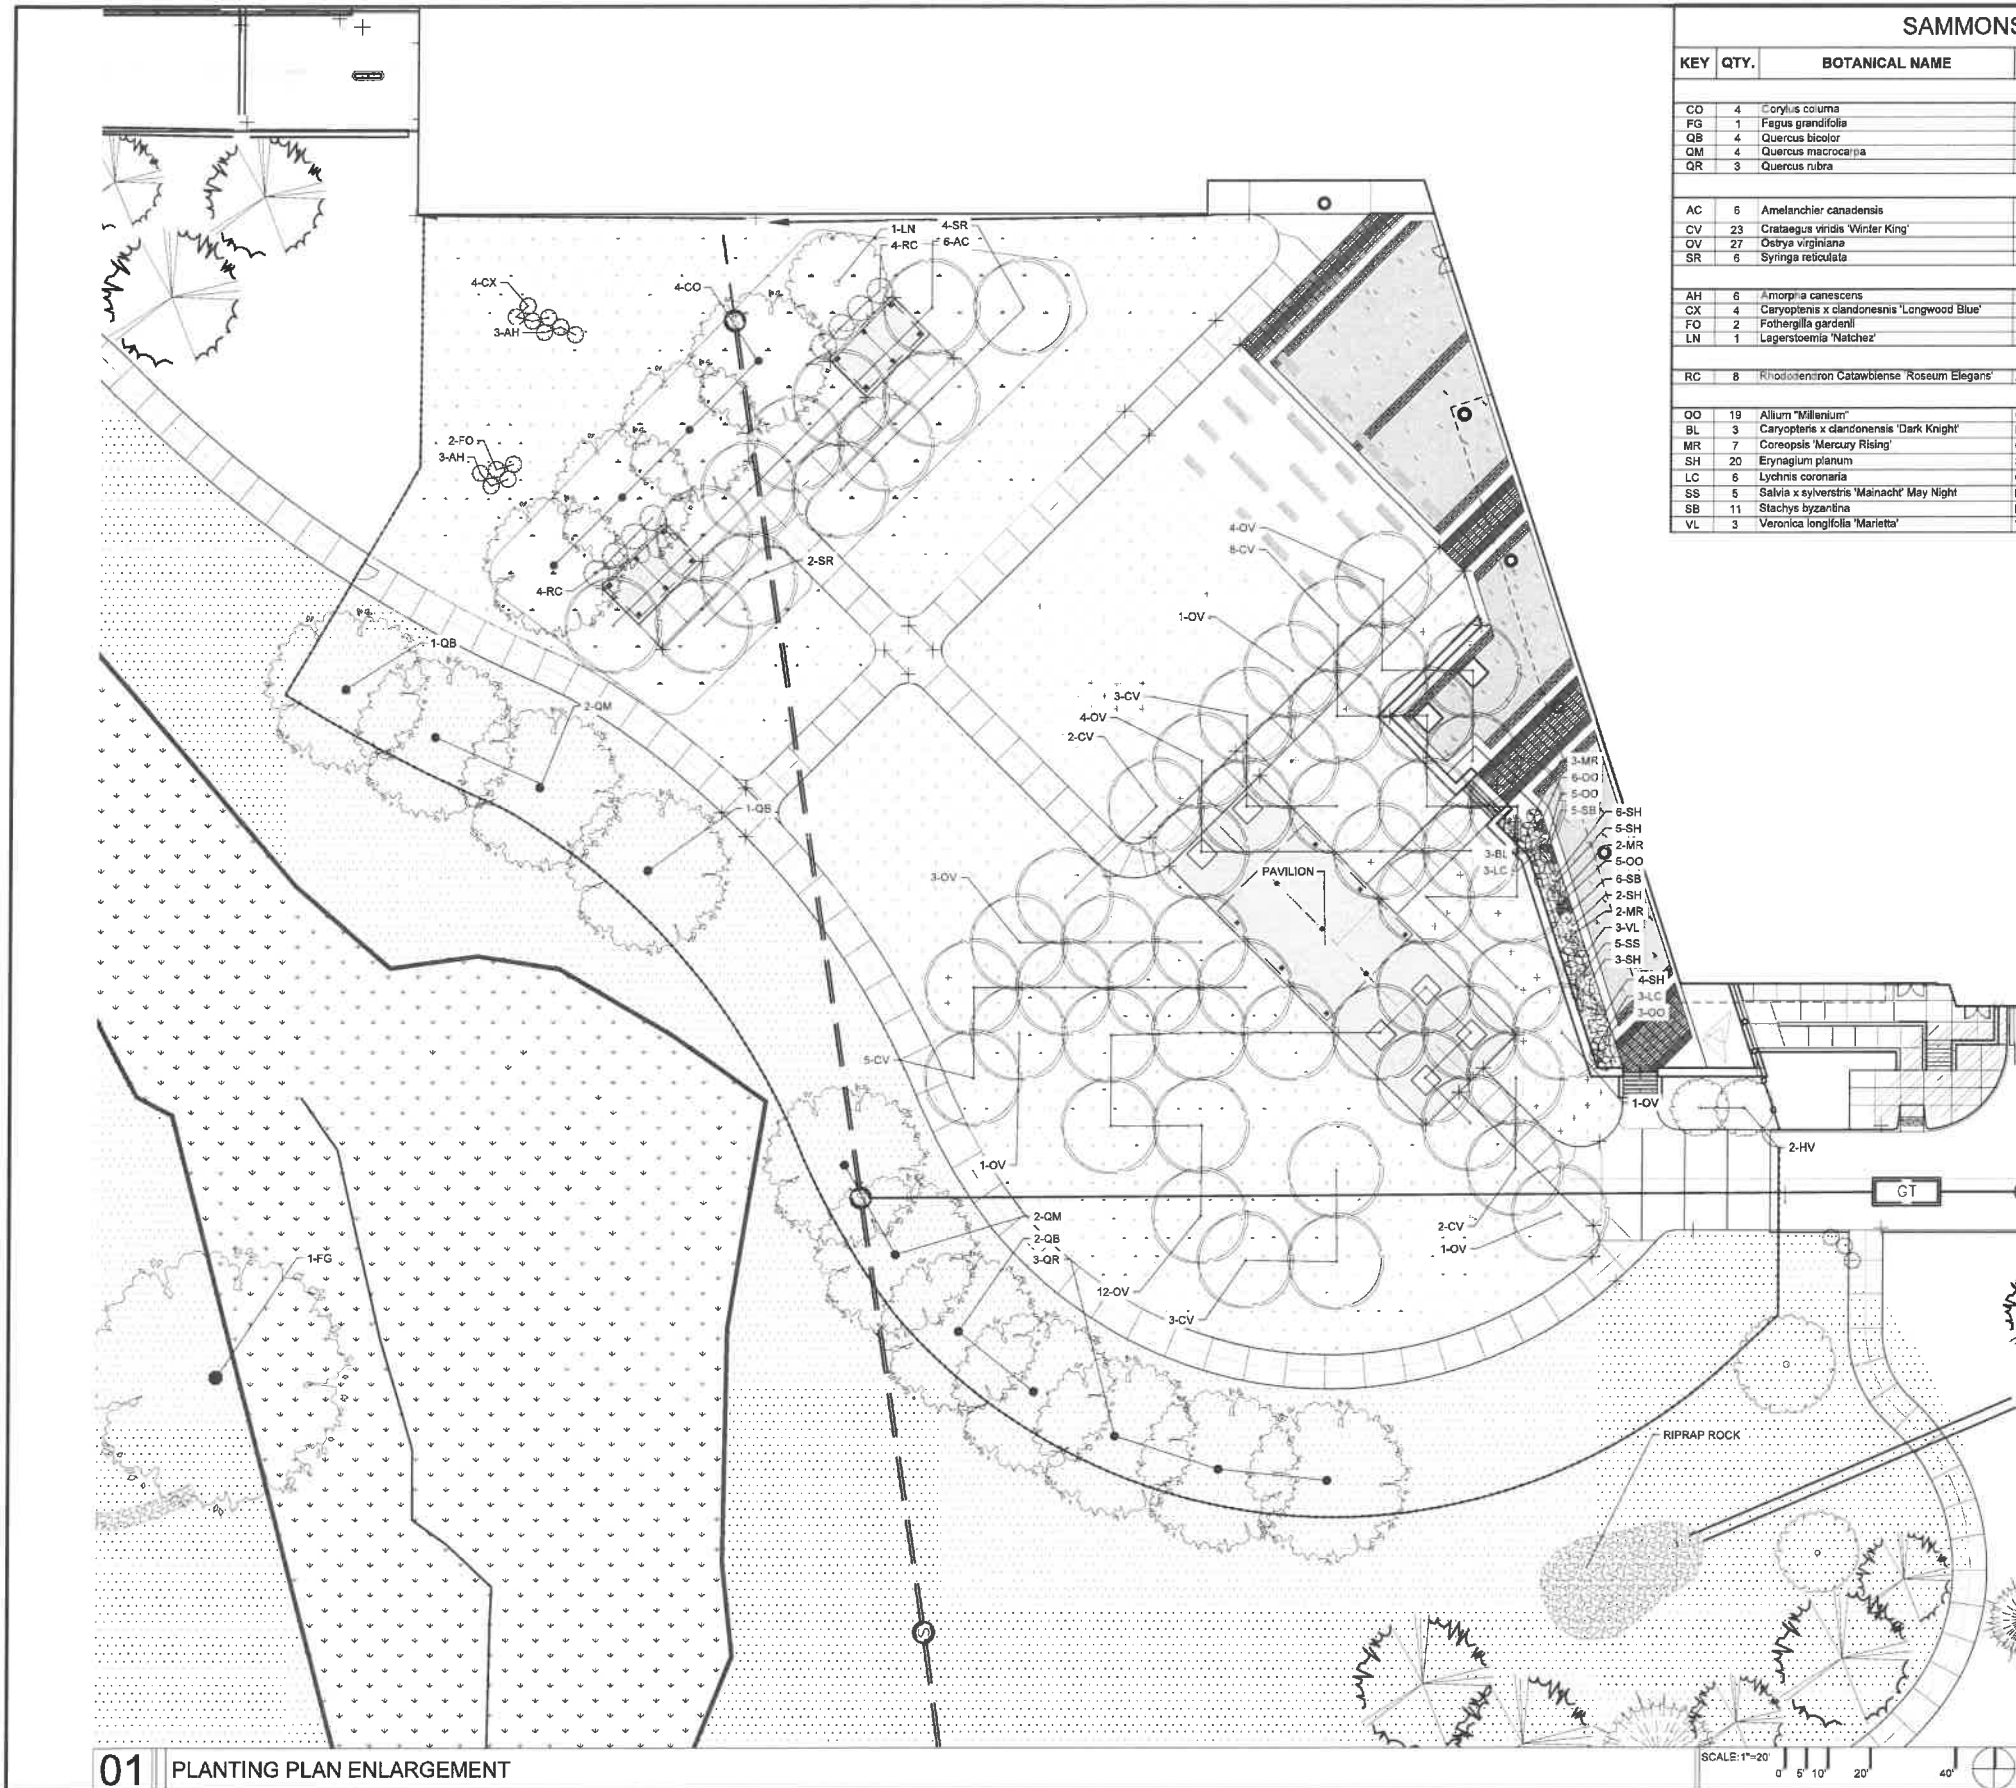 SAMMONS
KEY QTY. BOTANICAL NAME
CO 4 Corylus colurna
FG 1 Fagus grandifolia
QB 4 Quercus bicolor
QM 4 Quercus macrocarpa
QR 3 Quercus rubra
AC 6 Amelanchier canadensis
CV 23 Crataegus viridis 'Winter King'
OV 27 Ostrya virginiana
SR 6 Syringa reticulata
AH 6 Amorpha canescens
CX 4 Caryoptenis x clandonesnis 'Longwood Blue'
FO 2 Fothergilla gardenii
LN 1 Lagerstoemia 'Natchez'
RC 8 Rhododendron Catawbiense 'Roseum Elegans'
OO 19 Allium "Millenium"
BL 3 Caryopteris x clandonensis 'Dark Knight'
MR 7 Coreopsis 'Mercury Rising'
SH 20 Erynagium planum
LC 6 Lychnis coronaria
SS 5 Salvia x sylverstris 'Mainacht' May Night
SB 11 Stachys byzantina
VL 3 Veronica longifolia 'Marietta'
1-LN
4-SR
4-RC
6-AC
4-CX
4-CO
3-AH
2-FO
3-AH
4-OV
8-CV
2-SR
4-RC
1-OV
1-QB
3-CV
2-QM
4-OV
2-CV
3-MR
6-OO
5-OO
5-SB
1-QB
6-SH
5-SH
2-MR
3-BL
5-OO
3-LC
PAVILION
3-OV
6-SB
2-SH
2-MR
3-VL
5-SS
3-SH
4-SH
3-LC
3-OO
5-CV
1-OV
2-HV
1-OV
GT
2-QM
2-CV
2-QB
1-OV
3-QR
1-FG
12-OV
3-CV
RIPRAP ROCK
S
01 PLANTING PLAN ENLARGEMENT
SCALE: 1"=20'
0 5' 10' 20' 40'